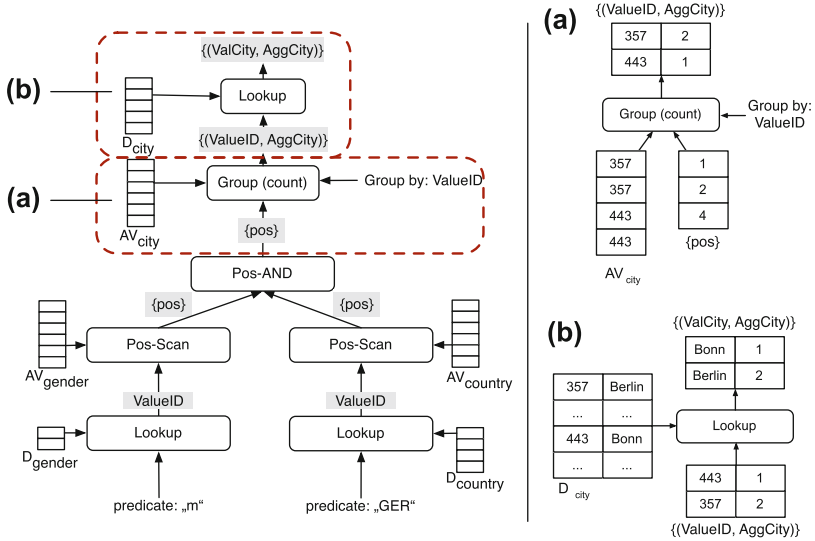 {(ValCity, AggCity)}
(b)
Lookup
D city
{(ValueID, AggCity)}
(a)
Group (count)
Group by: ValueID
AV city
{pos}
Pos-AND
{pos}
{pos}
Pos-Scan
Pos-Scan
AV gender
AV country
ValueID
ValueID
Lookup
Lookup
D gender
D country
predicate: „m“
predicate: „GER“
(a)
{(ValueID, AggCity)}
357 2
443 1
Group (count)
Group by:
ValueID
357
357
443
443
AV city
1
2
4
{pos}
(b)
{(ValCity, AggCity)}
Bonn 1
Berlin 2
357 Berlin
... ...
443 Bonn
... ...
D city
Lookup
443 1
357 2
{(ValueID, AggCity)}